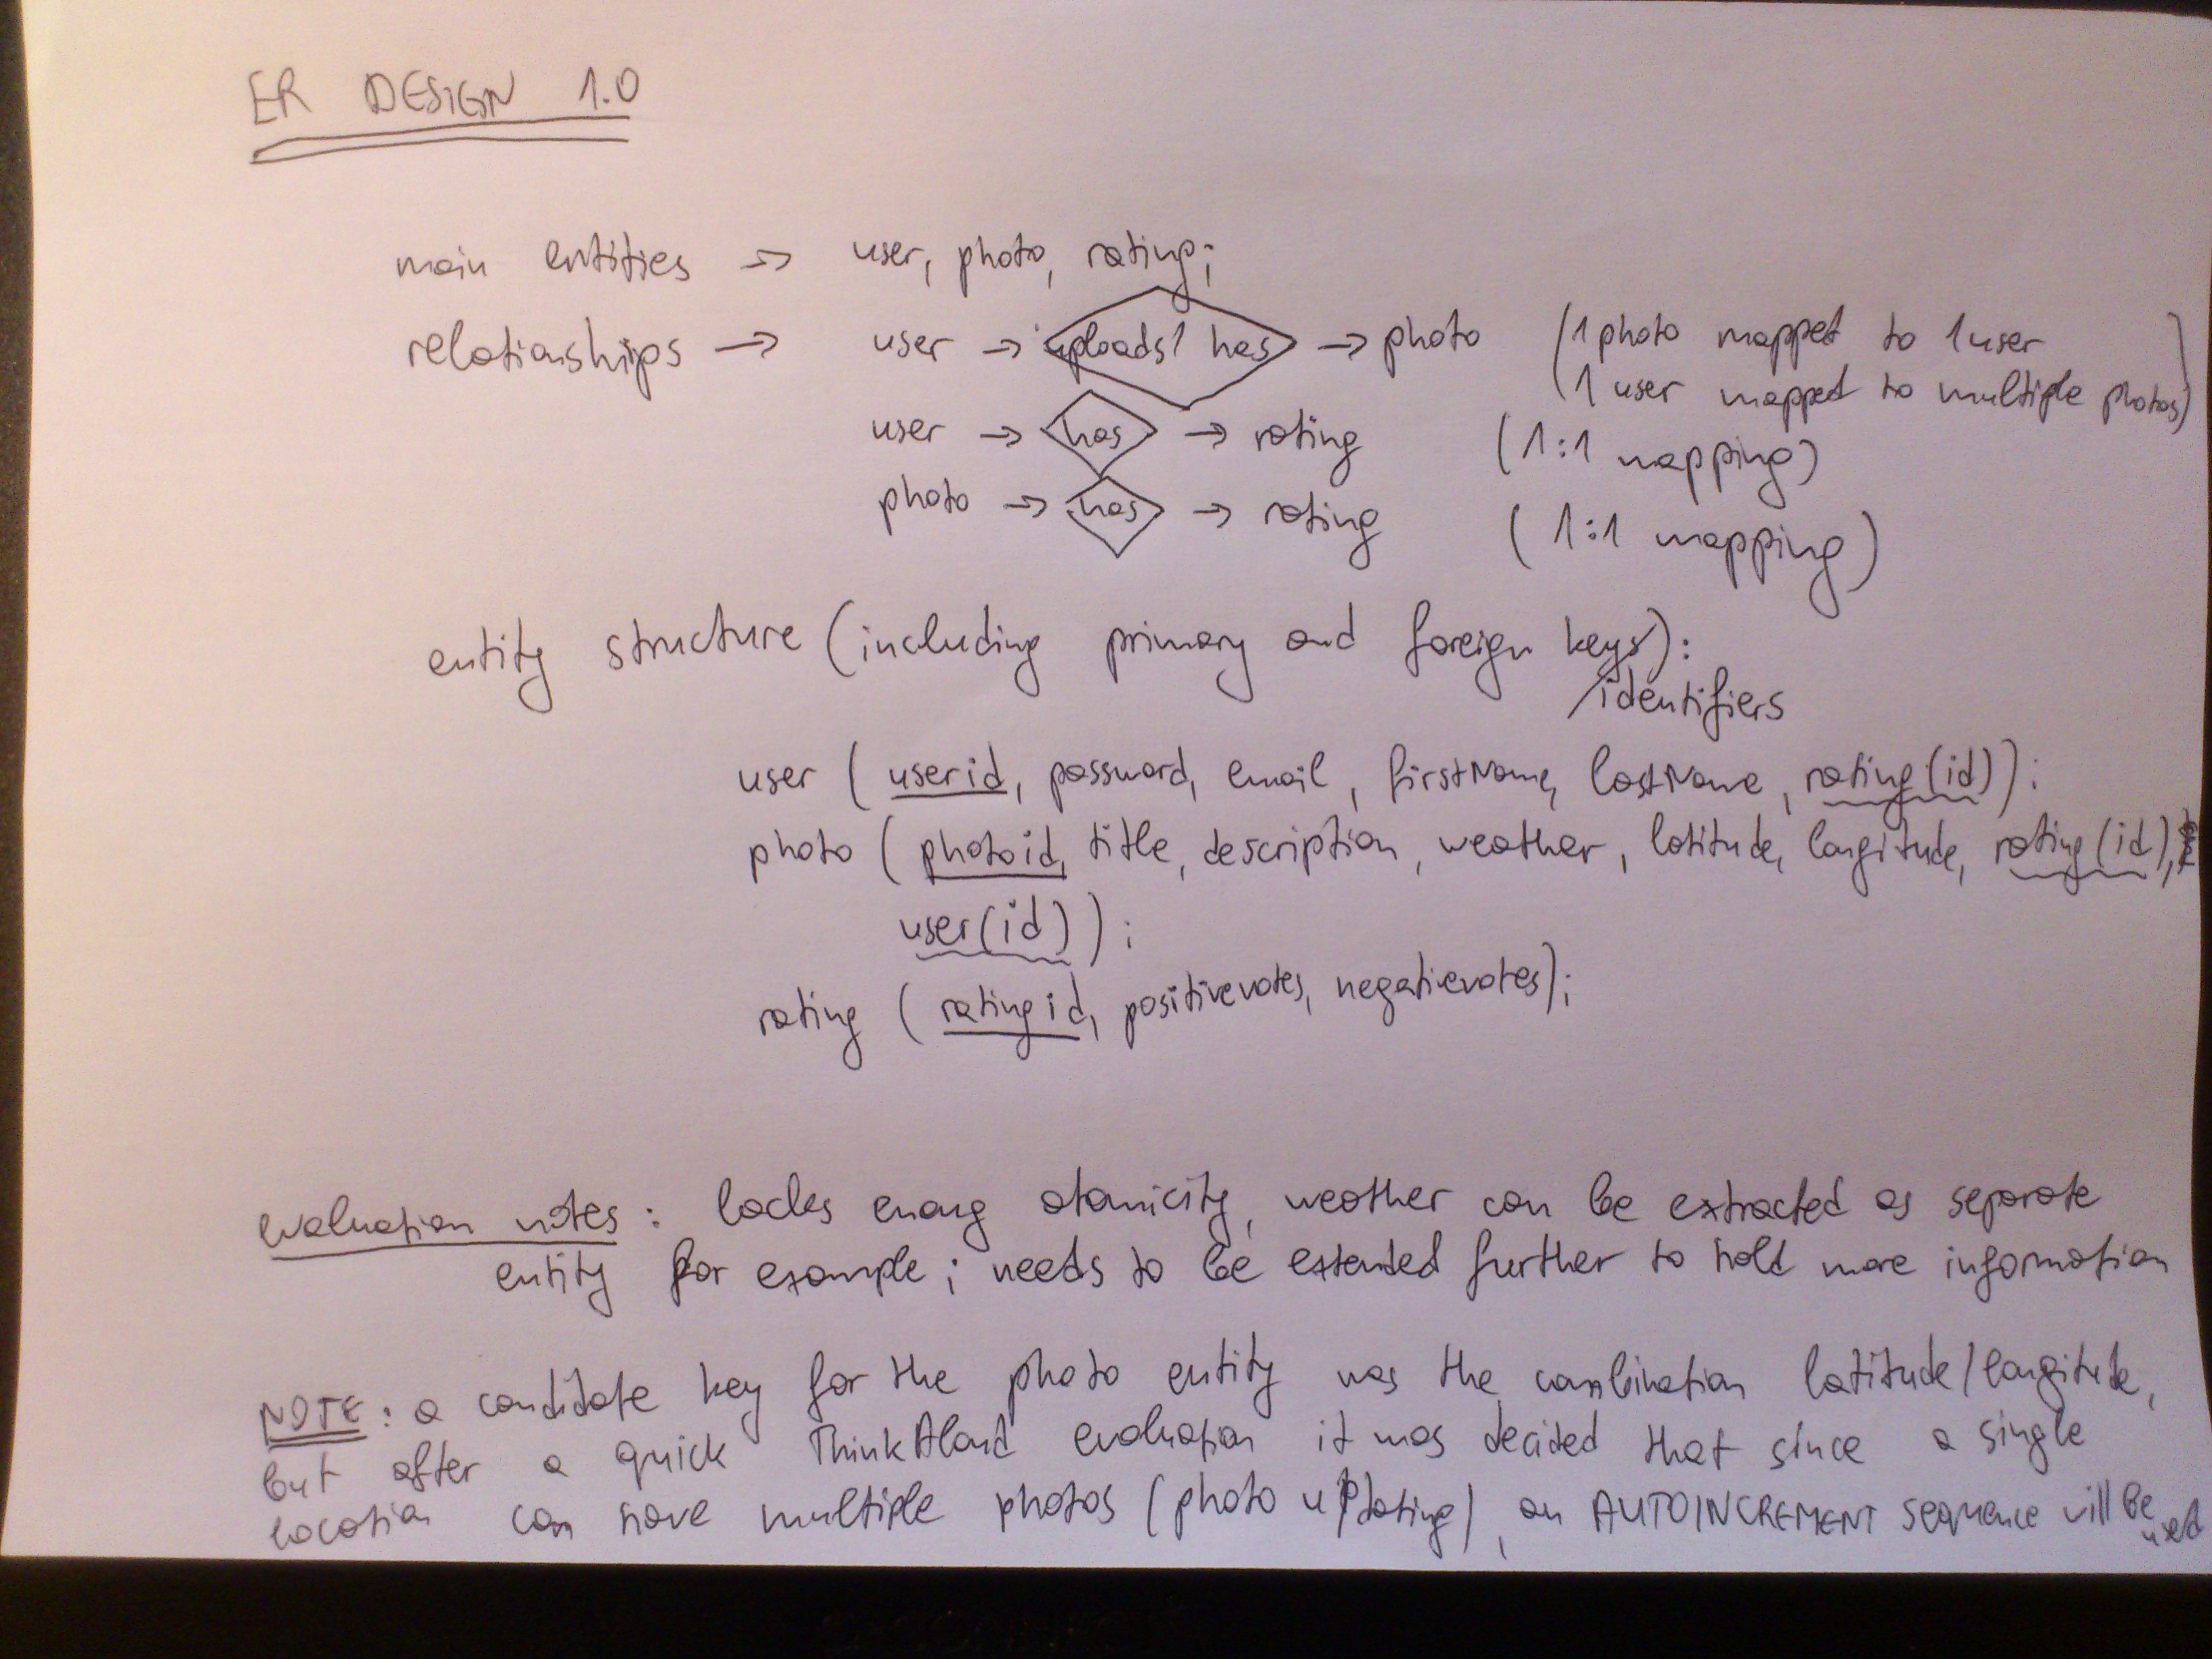 ER DESIGN 1.0
main entities → user, photo, rating;
relationships → user → uploads/has → photo (1 photo mapped to 1 user
(1 user mapped to multiple photos)
user → has → rating (1:1 mapping)
photo → has → rating (1:1 mapping)
entity structure (including primary and foreign keys):
identifiers
user (userid, password, email, firstname, lastname, rating(id));
photo (photoid, title, description, weather, latitude, longitude, rating(id),
user(id));
rating (ratingid, positivevotes, negativevotes);
evaluation notes: lacks enoug atomicity, weather can be extracted as separate
entity for example; needs to be extended further to hold more information
NOTE: a candidate key for the photo entity was the combination latitude/longitude,
but after a quick ThinkAloud evaluation it was decided that since a single
location can have multiple photos (photo updating), an AUTOINCREMENT sequence will be
used